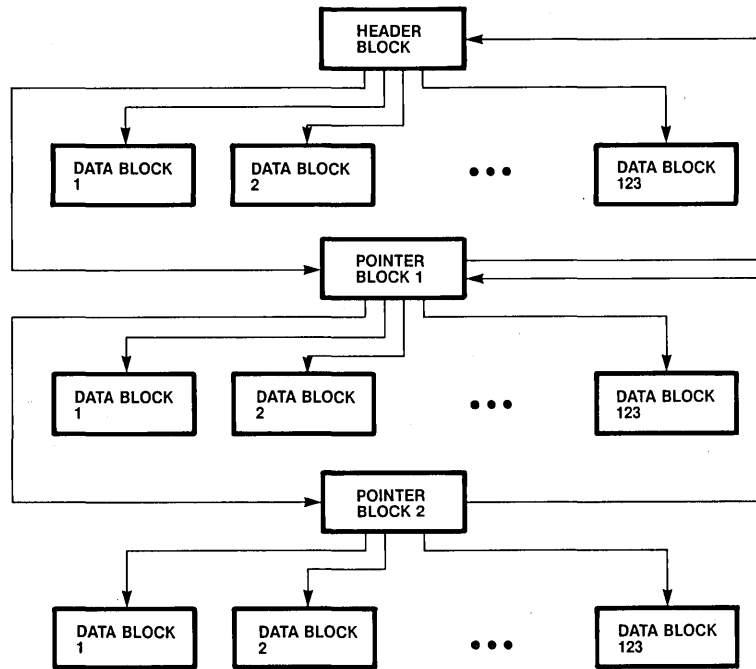 HEADER
BLOCK
DATA BLOCK
1
DATA BLOCK
2
• • •
DATA BLOCK
123
POINTER
BLOCK 1
DATA BLOCK
1
DATA BLOCK
2
• • •
DATA BLOCK
123
POINTER
BLOCK 2
DATA BLOCK
1
DATA BLOCK
2
• • •
DATA BLOCK
123